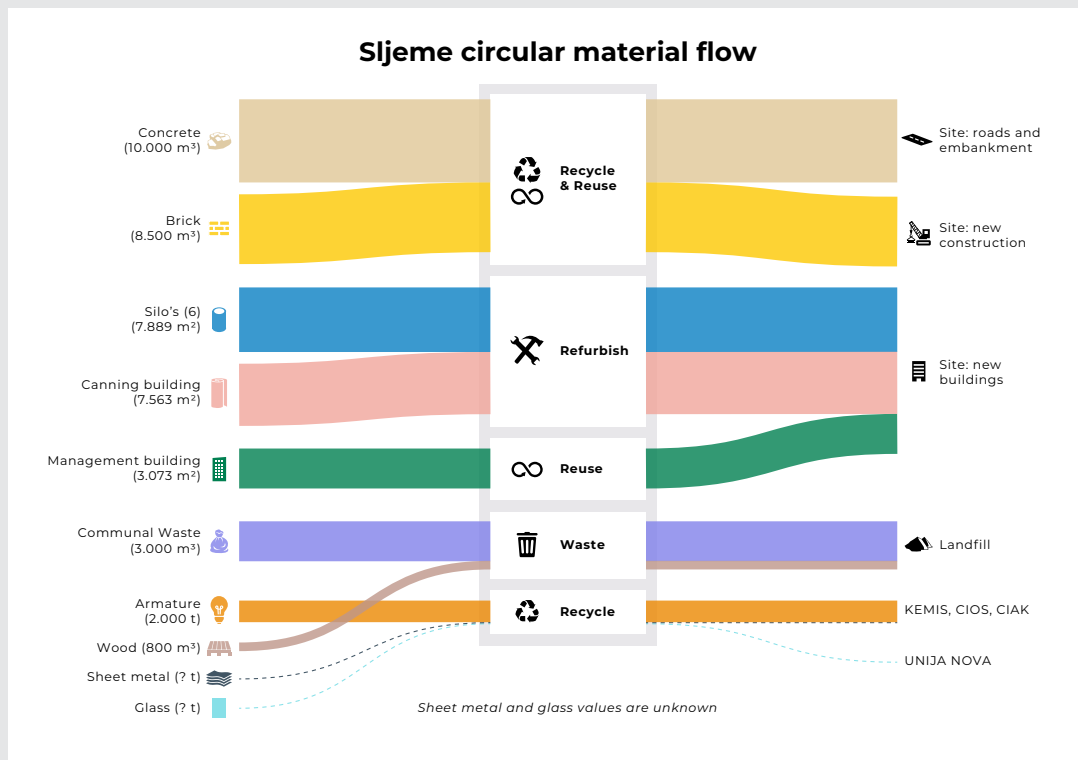 Sljeme circular material flow
Concrete
(10.000 m³)
Brick
(8.500 m³)
Silo’s (6)
(7.889 m²)
Canning building
(7.563 m²)
Management building
(3.073 m²)
Communal Waste
(3.000 m³)
Armature
(2.000 t)
Wood (800 m³)
Sheet metal (? t)
Glass (? t)
Recycle
& Reuse
Refurbish
Reuse
Waste
Recycle
Site: roads and
embankment
Site: new
construction
Site: new
buildings
Landfill
KEMIS, CIOS, CIAK
UNIJA NOVA
Sheet metal and glass values are unknown